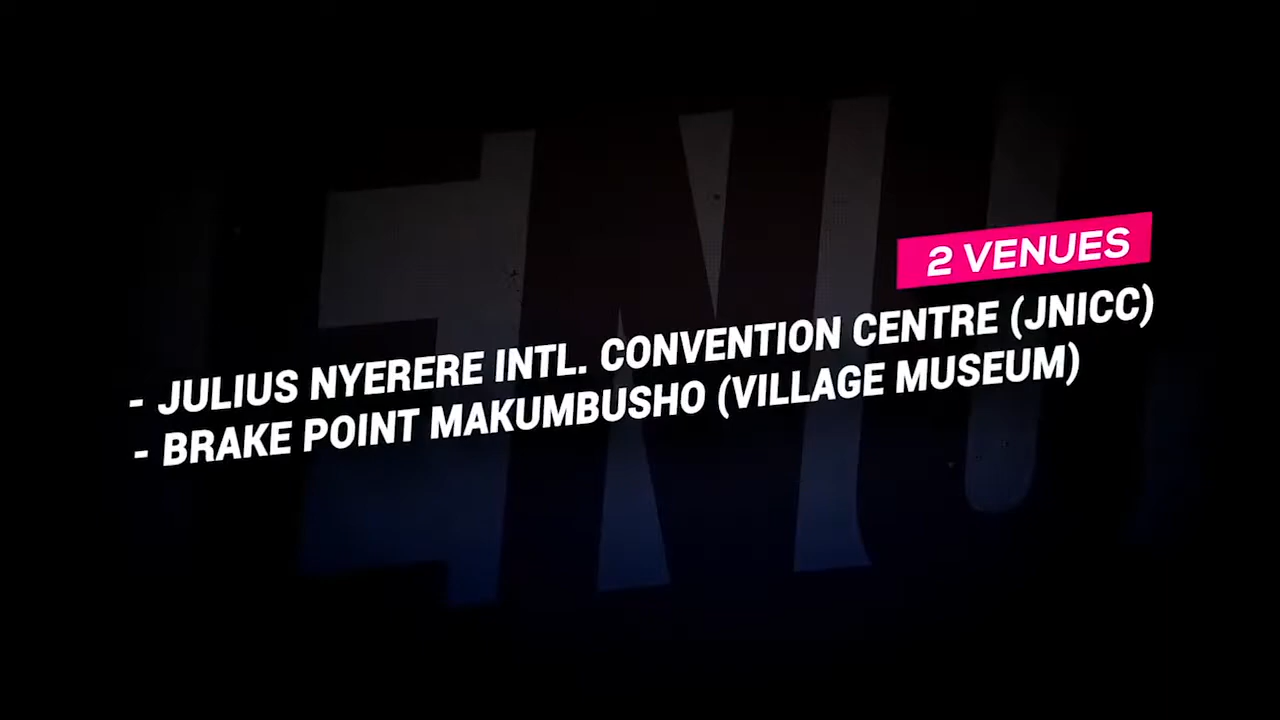 2 VENUES
- JULIUS NYERERE INTL. CONVENTION CENTRE (JNICC)
- BRAKE POINT MAKUMBUSHO (VILLAGE MUSEUM)